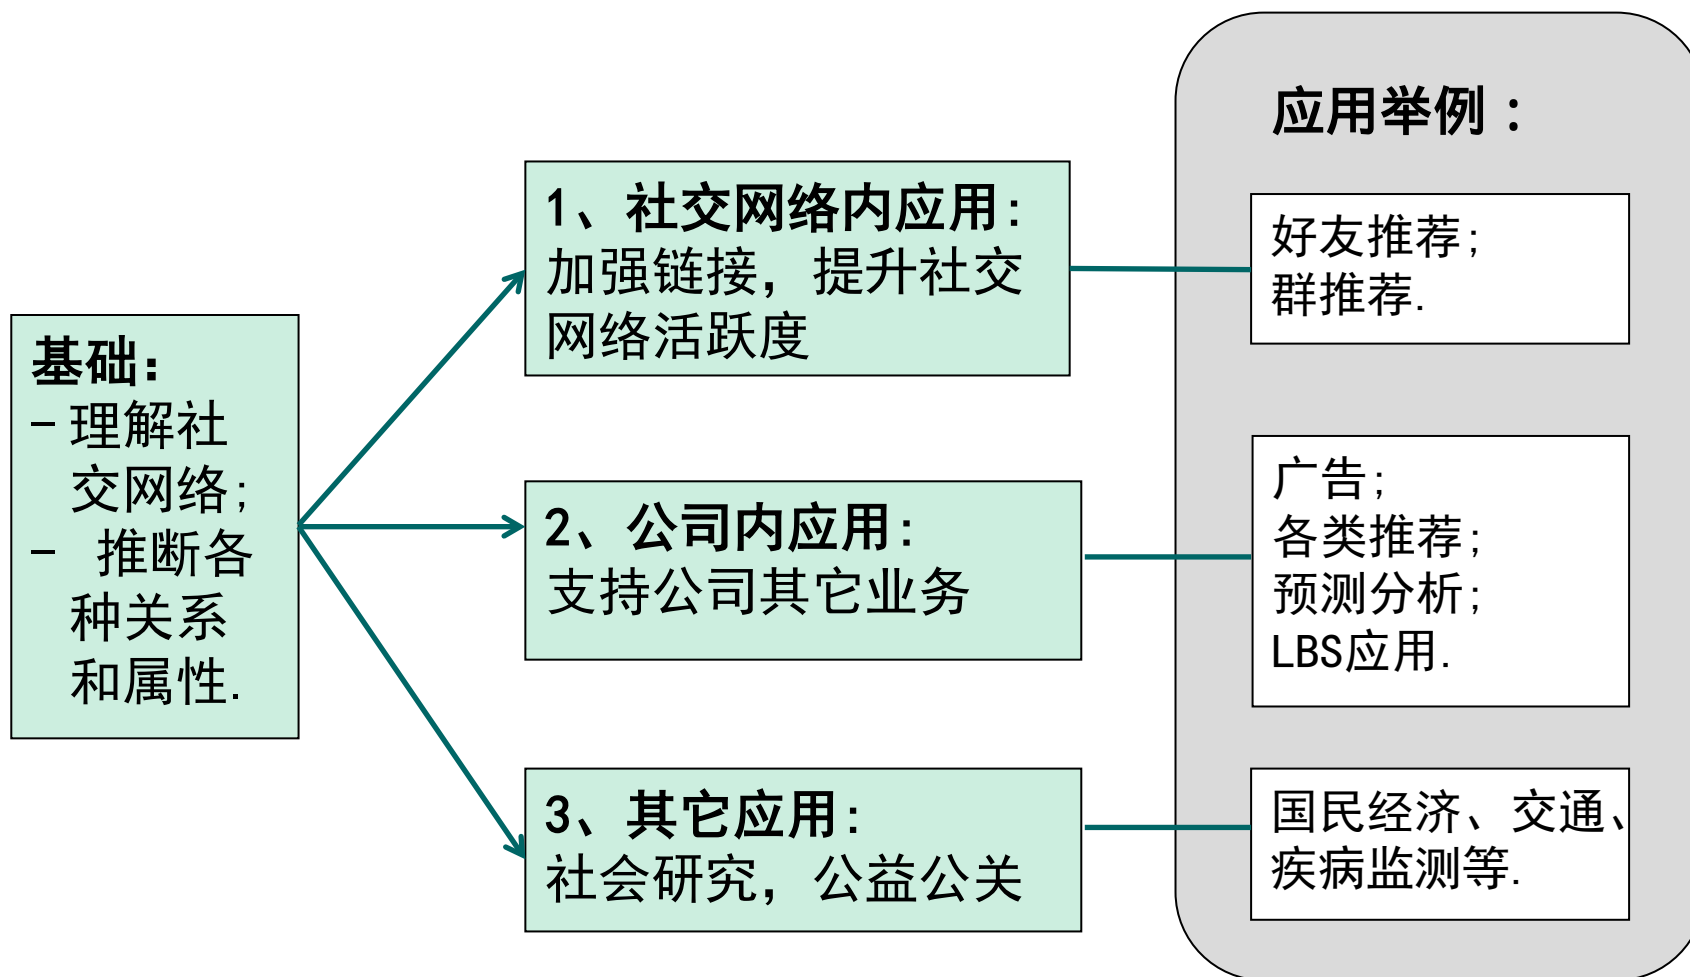 应用举例：
1、社交网络内应用:
加强链接，提升社交
网络活跃度
好友推荐;
群推荐.
基础:
- 理解社
交网络;
- 推断各
种关系
和属性.
2、公司内应用:
支持公司其它业务
广告;
各类推荐;
预测分析;
LBS应用.
3、其它应用:
社会研究，公益公关
国民经济、交通、
疾病监测等.